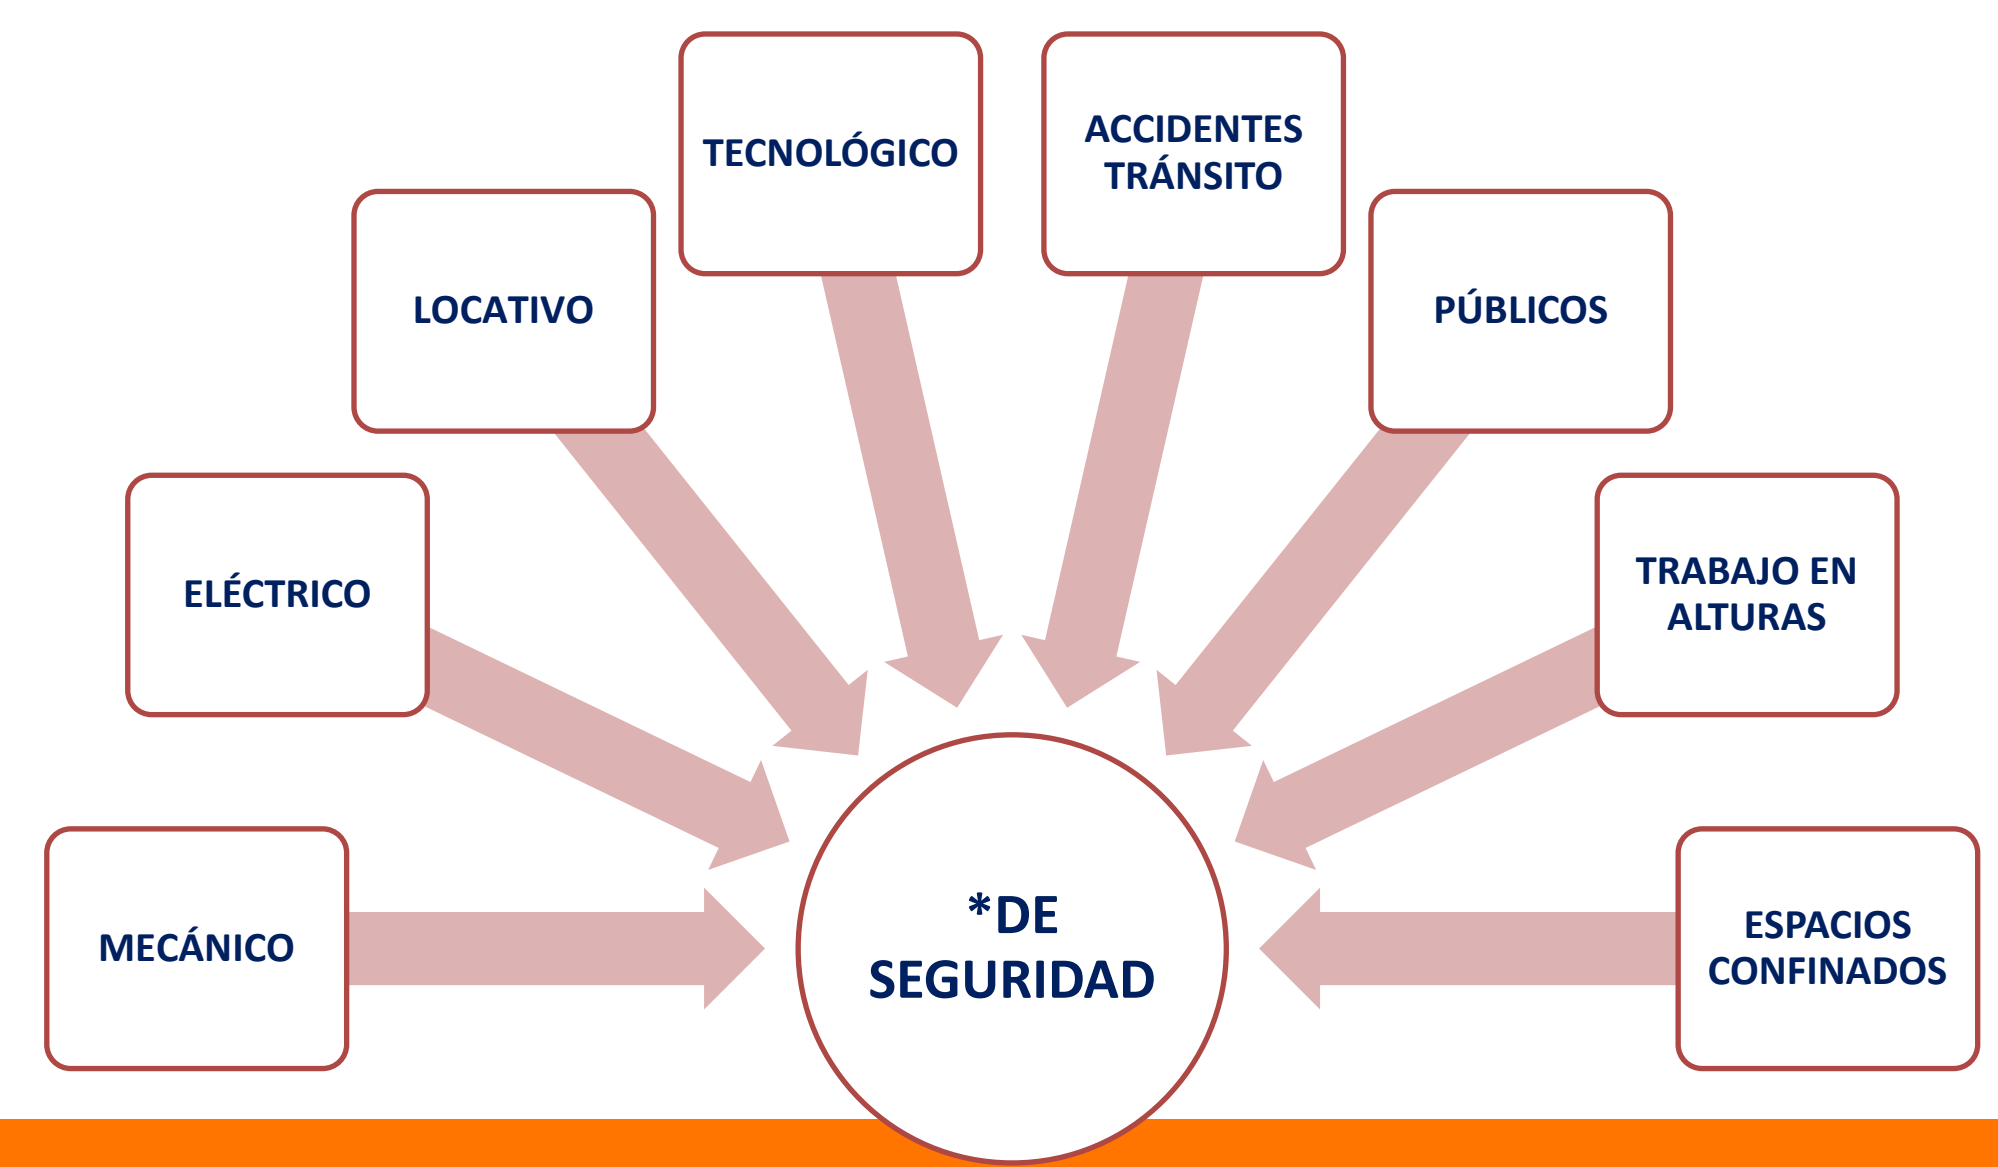 TECNOLÓGICO
ACCIDENTES
TRÁNSITO
LOCATIVO
PÚBLICOS
ELÉCTRICO
TRABAJO EN
ALTURAS
MECÁNICO
*DE
SEGURIDAD
ESPACIOS
CONFINADOS